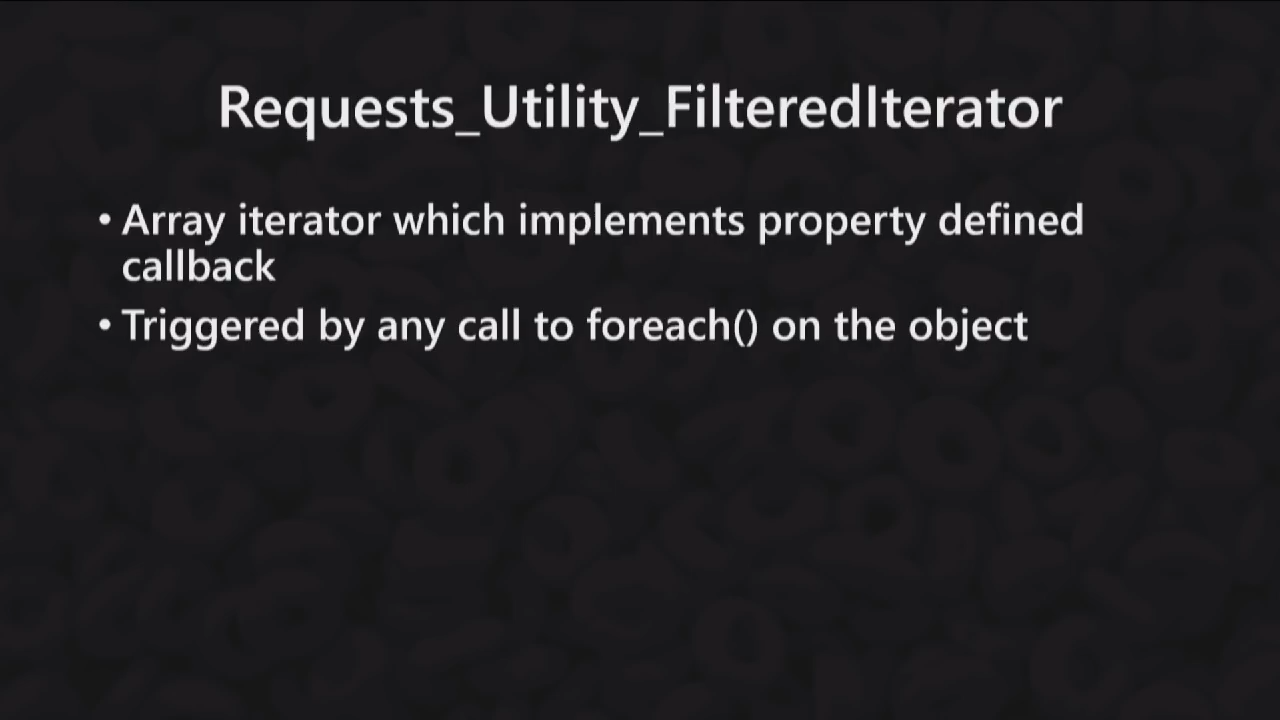 Requests_Utility_FilteredIterator
• Array iterator which implements property defined
callback
• Triggered by any call to foreach() on the object